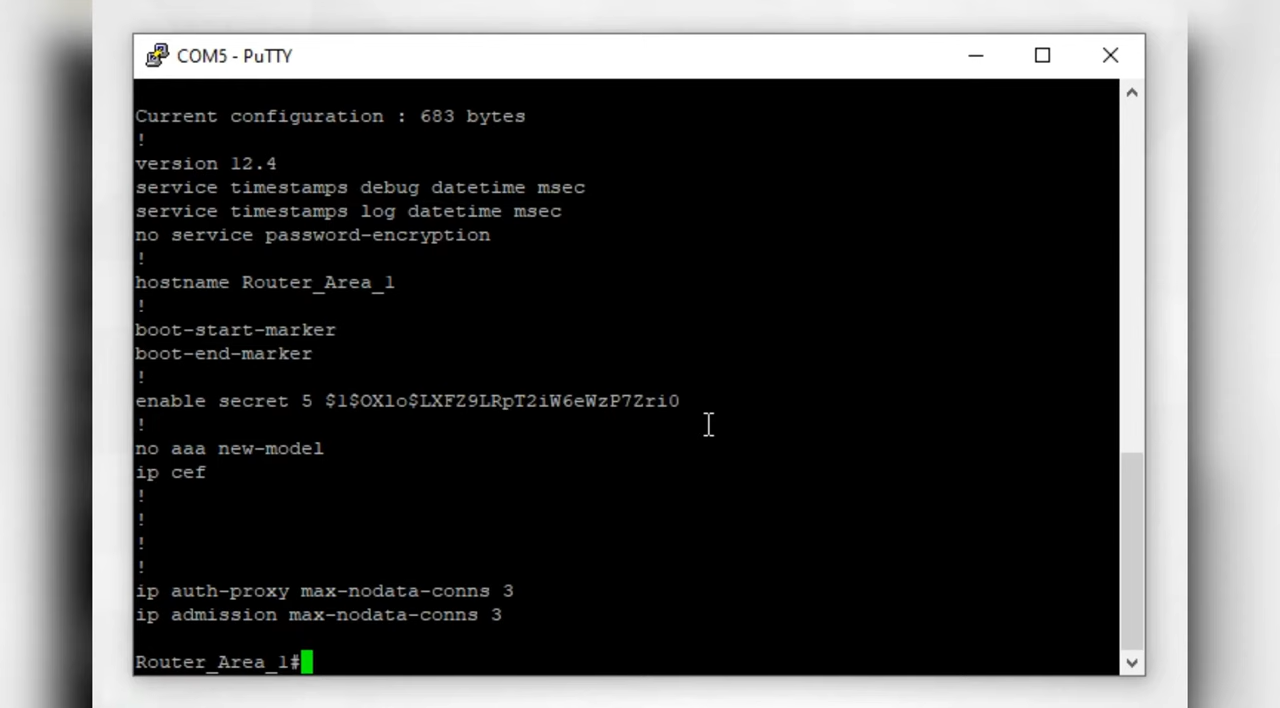 COM5 - PuTTY
Current configuration : 683 bytes
!
version 12.4
service timestamps debug datetime msec
service timestamps log datetime msec
no service password-encryption
!
hostname Router_Area_1
!
boot-start-marker
boot-end-marker
!
enable secret 5 $1$OXlo$LXFZ9LRpT2iW6eWzP7Zri0
!
no aaa new-model
ip cef
!
!
!
!
ip auth-proxy max-nodata-conns 3
ip admission max-nodata-conns 3
Router_Area_1#